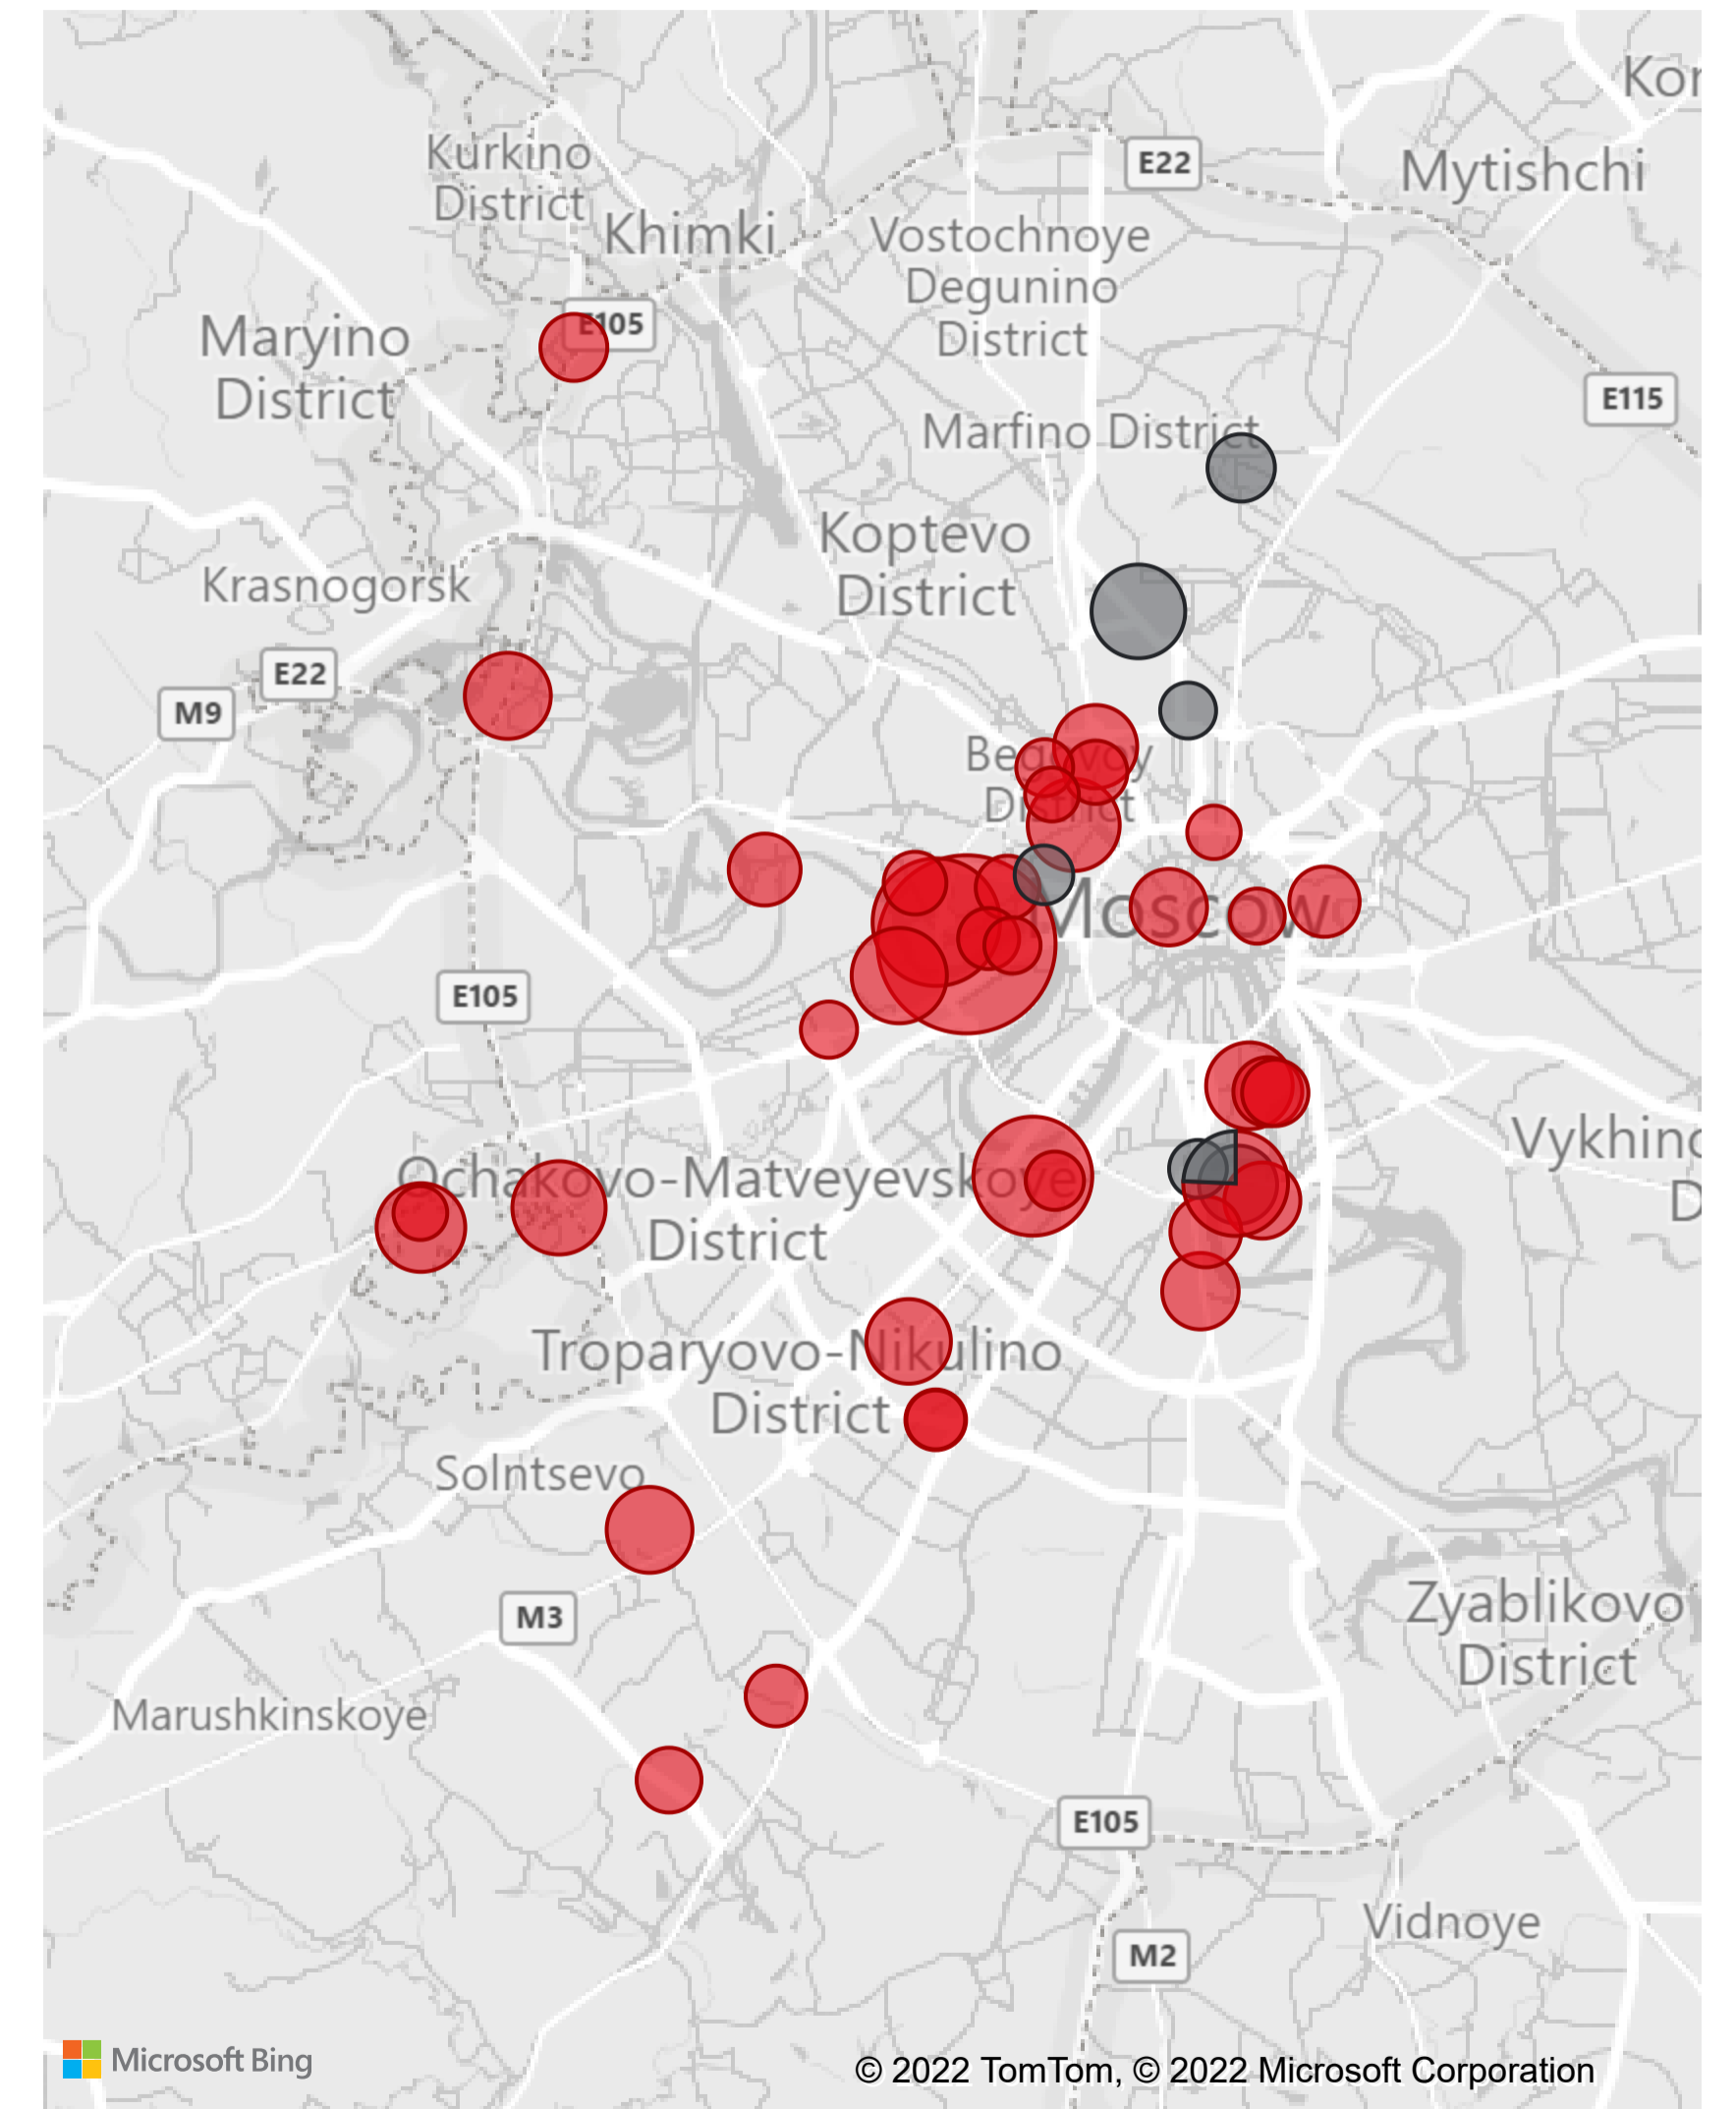 Kor
E22
Mytishchi
Kurkino
District
Khimki
Vostochnoye
Degunino
District
E105
Maryino
District
E115
Marfino District
Koptevo
District
Krasnogorsk
E22
M9
Begovoy
District
Moscow
E105
Vykhino
D
Ochakovo-Matveyevskoye
District
Troparyovo-Nikulino
District
Solntsevo
M3
Zyablikovo
District
Marushkinskoye
E105
Vidnoye
M2
Microsoft Bing
© 2022 TomTom, © 2022 Microsoft Corporation